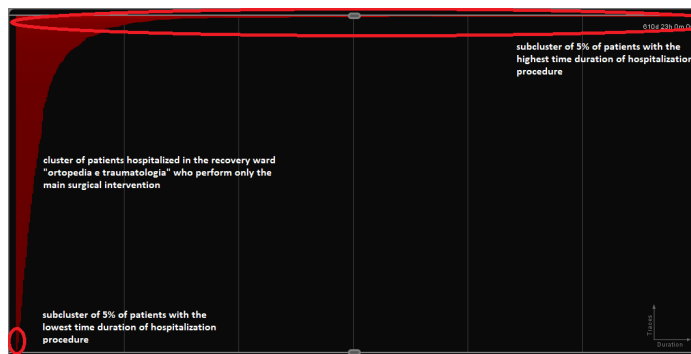 610d 23h 0m 0
subcluster of 5% of patients with the
highest time duration of hospitalization
procedure
cluster of patients hospitalized in the recovery ward
"ortopedia e traumatologia" who perform only the
main surgical intervention
subcluster of 5% of patients with the
lowest time duration of hospitalization
procedure
Traces
Duration